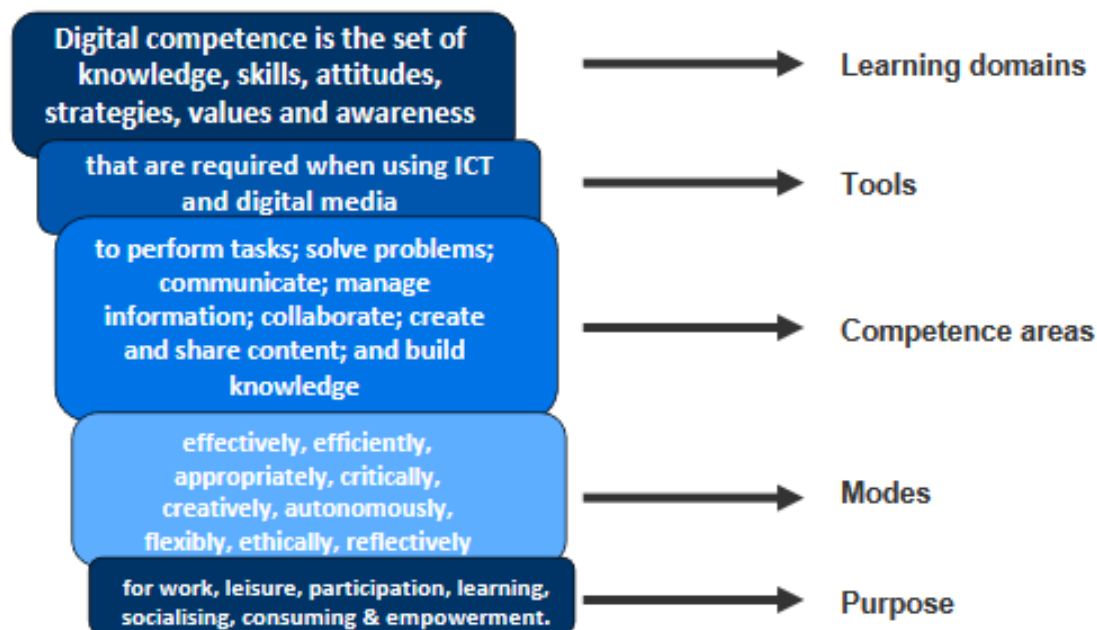 Digital competence is the set of
knowledge, skills, attitudes,
strategies, values and awareness
Learning domains
that are required when using ICT
and digital media
Tools
to perform tasks; solve problems;
communicate; manage
information; collaborate; create
and share content; and build
knowledge
Competence areas
effectively, efficiently,
appropriately, critically,
creatively, autonomously,
flexibly, ethically, reflectively
Modes
for work, leisure, participation, learning,
socialising, consuming & empowerment.
Purpose